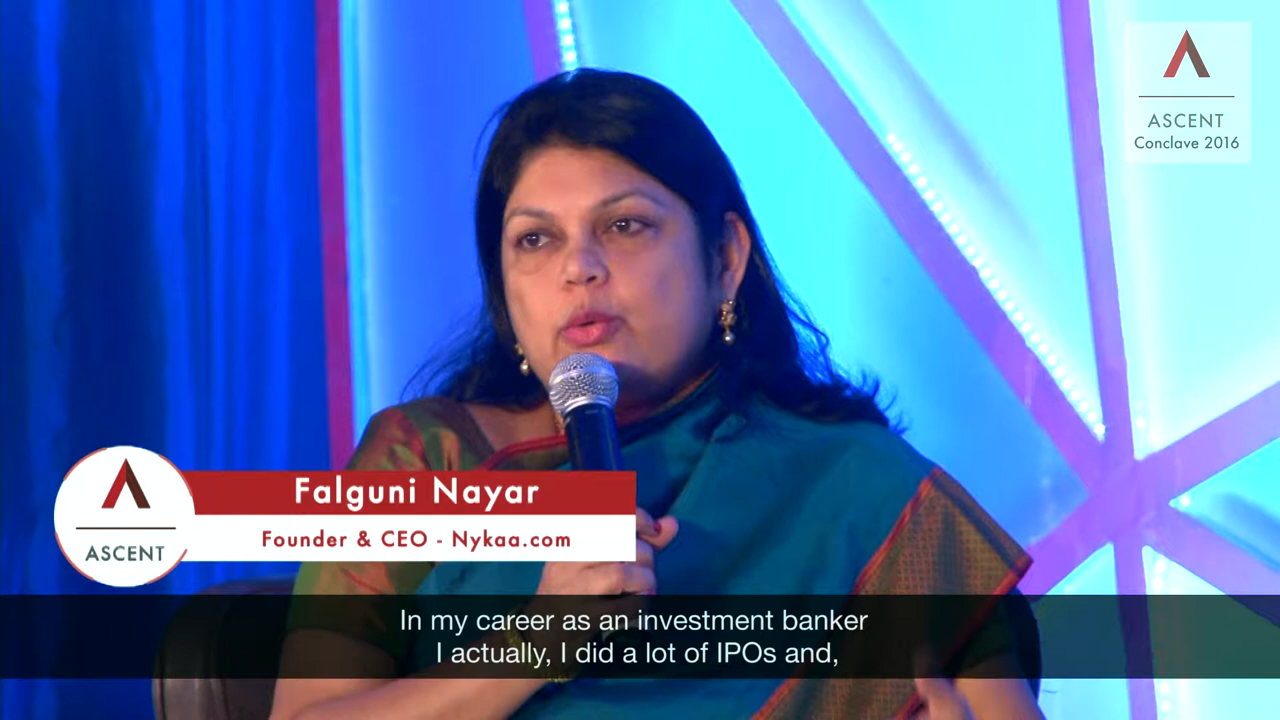 ASCENT
Conclave 2016
Falguni Nayar
Founder & CEO - Nykaa.com
ASCENT
In my career as an investment banker
I actually, I did a lot of IPOs and,